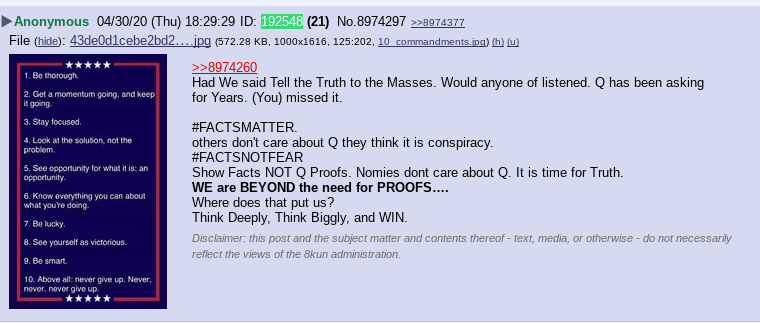 ▶Anonymous 04/30/20 (Thu) 18:29:29 ID: 192548 (21) No.8974297 >>8974377
File (hide): 43de0d1cebe2bd2….jpg (572.28 KB, 1000x1616, 125:202, 10_commandments.jpg) (h) (u)
★★★★★
1. Be thorough.
2. Get a momentum going, and keep
it going.
3. Stay focused.
4. Look at the solution, not the
problem.
5. See opportunity for what it is: an
opportunity.
6. Know everything you can about
what you're doing.
7. Be lucky.
8. See yourself as victorious.
9. Be smart.
10. Above all: never give up. Never,
never, never give up.
★★★★★
>>8974260
Had We said Tell the Truth to the Masses. Would anyone of listened. Q has been asking
for Years. (You) missed it.
#FACTSMATTER.
others don't care about Q they think it is conspiracy.
#FACTSNOTFEAR
Show Facts NOT Q Proofs. Nomies dont care about Q. It is time for Truth.
WE are BEYOND the need for PROOFS....
Where does that put us?
Think Deeply, Think Biggly, and WIN.
Disclaimer: this post and the subject matter and contents thereof - text, media, or otherwise - do not necessarily
reflect the views of the 8kun administration.